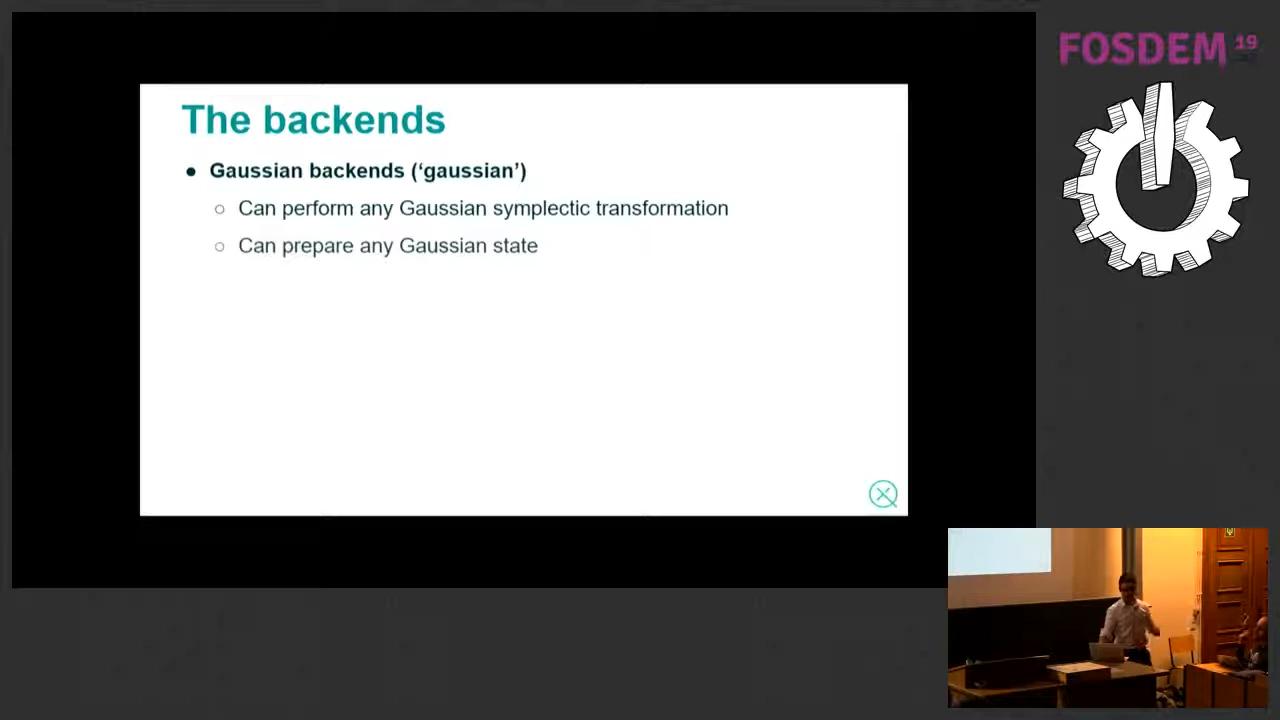 FOSDEM 19
The backends
● Gaussian backends (‘gaussian’)
○ Can perform any Gaussian symplectic transformation
○ Can prepare any Gaussian state